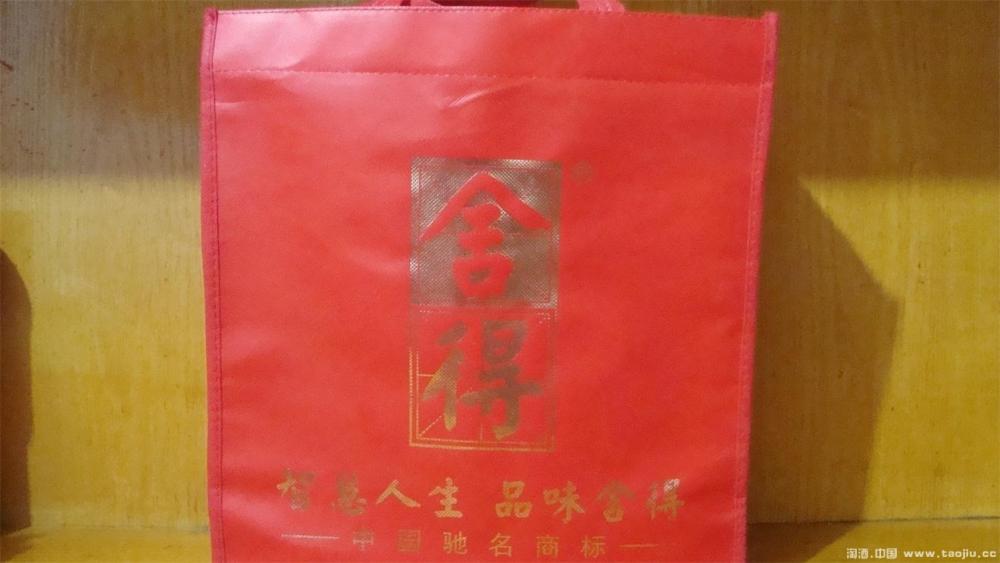 舍
得
®
智慧人生 品味舍得
中国驰名商标
淘酒.中国 www.taojiu.cc